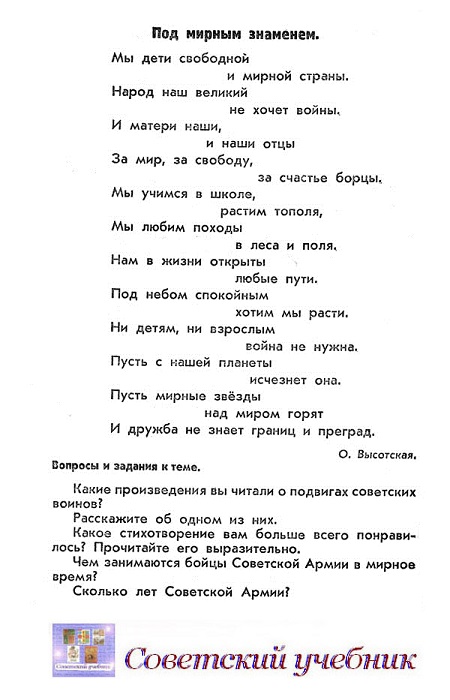 Под мирным знаменем.
Мы дети свободной
и мирной страны.
Народ наш великий
не хочет войны.
И матери наши,
и наши отцы
За мир, за свободу,
за счастье борцы.
Мы учимся в школе,
растим тополя,
Мы любим походы
в леса и поля.
Нам в жизни открыты
любые пути.
Под небом спокойным
хотим мы расти.
Ни детям, ни взрослым
война не нужна.
Пусть с нашей планеты
исчезнет она.
Пусть мирные звёзды
над миром горят
И дружба не знает границ и преград.
О. Высотская.
Вопросы и задания к теме.
Какие произведения вы читали о подвигах советских
воинов?
Расскажите об одном из них.
Какое стихотворение вам больше всего понрави-
лось? Прочитайте его выразительно.
Чем занимаются бойцы Советской Армии в мирное
время?
Сколько лет Советской Армии?
Советский учебник
Советский учебник